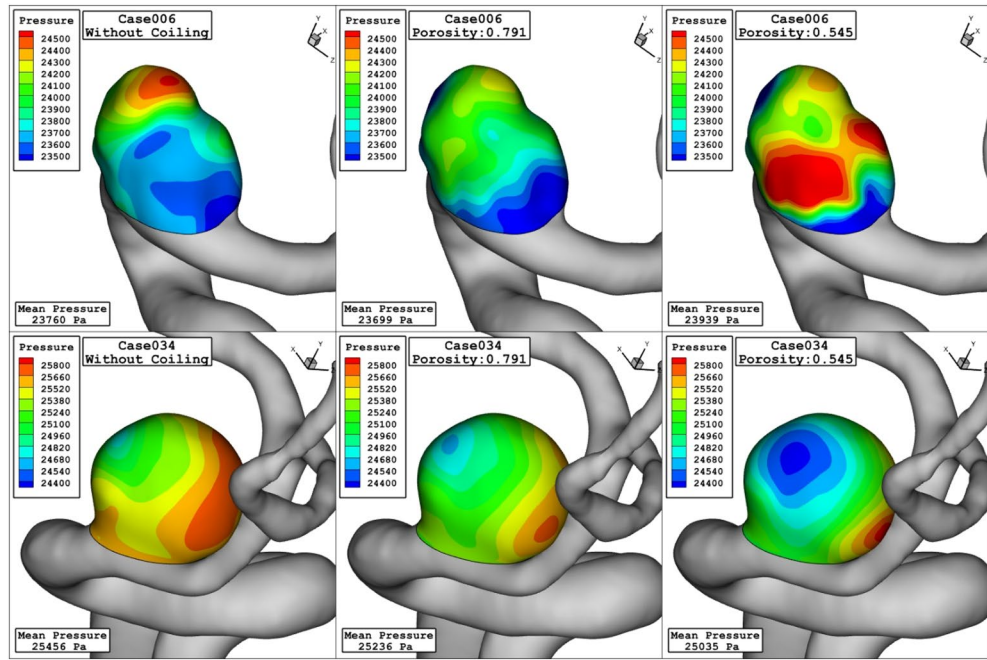 Pressure
24500
24400
24300
24200
24100
24000
23900
23800
23700
23600
23500
Case006
Without Coiling
Y
X
Z
Mean Pressure
23760 Pa
Pressure
24500
24400
24300
24200
24100
24000
23900
23800
23700
23600
23500
Case006
Porosity:0.791
Y
X
Z
Mean Pressure
23699 Pa
Pressure
24500
24400
24300
24200
24100
24000
23900
23800
23700
23600
23500
Case006
Porosity:0.545
Y
Mean Pressure
23939 Pa
Pressure
25800
25660
25520
25380
25240
25100
24960
24820
24680
24540
24400
Case034
Without Coiling
X
Y
Mean Pressure
25456 Pa
Pressure
25800
25660
25520
25380
25240
25100
24960
24820
24680
24540
24400
Case034
Porosity:0.791
X
Y
Mean Pressure
25236 Pa
Pressure
25800
25660
25520
25380
25240
25100
24960
24820
24680
24540
24400
Case034
Porosity:0.545
X
Y
Mean Pressure
25035 Pa